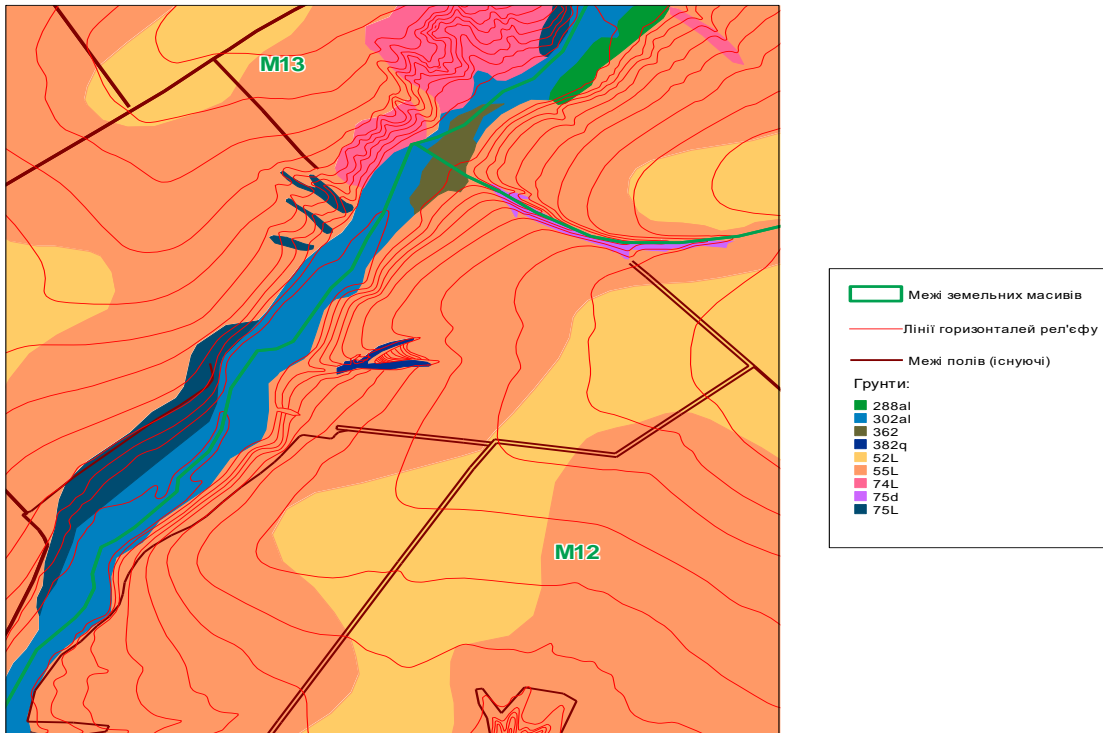 M13
M12
Межі земельних масивів
Лінії горизонталей рел'єфу
Межі полів (існуючі)
Грунти:
288al
302al
362
382q
52L
55L
74L
75d
75L